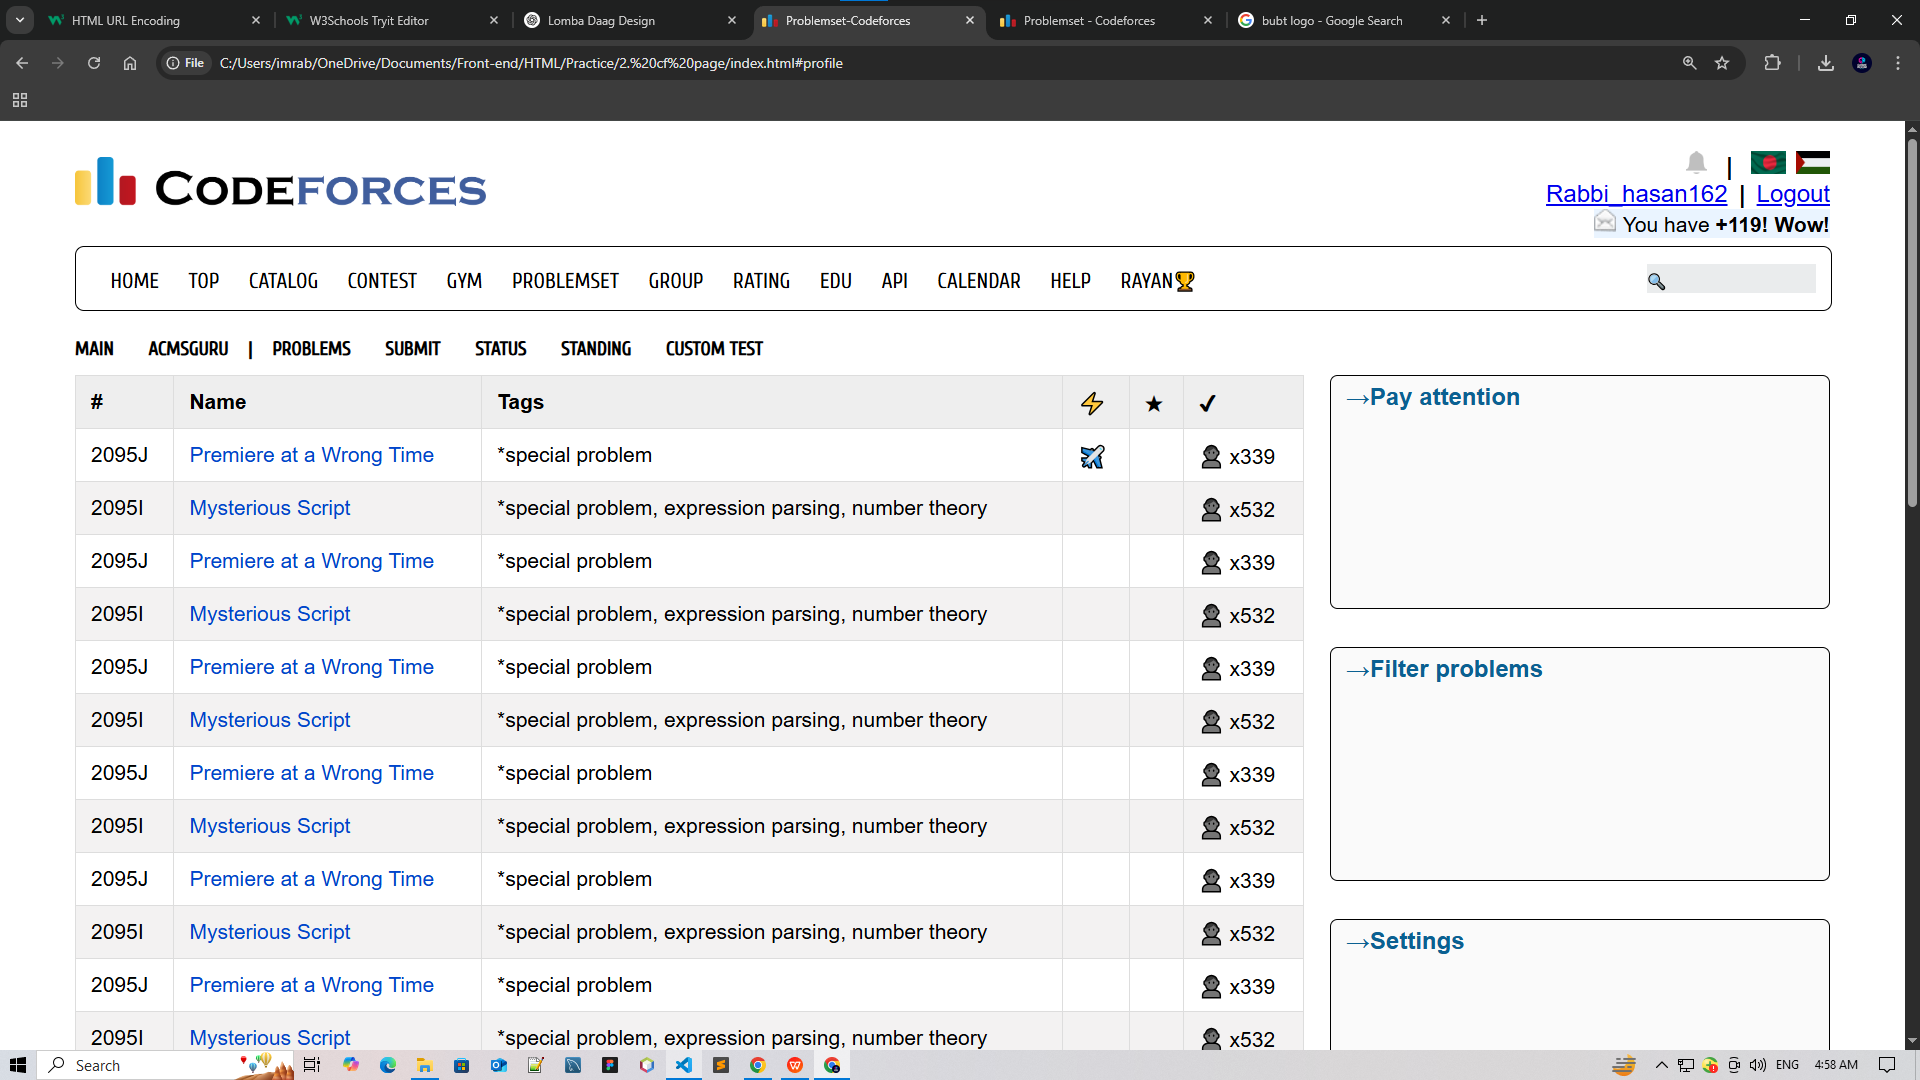 HTML URL Encoding
W3Schools Tryit Editor
Lomba Daag Design
Problemset-Codeforces
Problemset - Codeforces
bubt logo - Google Search
File C:/Users/imrab/OneDrive/Documents/Front-end/HTML/Practice/2.%20cf%20page/index.html#profile
CODEFORCES
|
Rabbi_hasan162 | Logout
You have +119! Wow!
HOME TOP CATALOG CONTEST GYM PROBLEMSET GROUP RATING EDU API CALENDAR HELP RAYAN🏆
MAIN ACMSGURU | PROBLEMS SUBMIT STATUS STANDING CUSTOM TEST
# Name Tags ⚡ ★ ✔
2095J Premiere at a Wrong Time *special problem x339
2095I Mysterious Script *special problem, expression parsing, number theory x532
2095J Premiere at a Wrong Time *special problem x339
2095I Mysterious Script *special problem, expression parsing, number theory x532
2095J Premiere at a Wrong Time *special problem x339
2095I Mysterious Script *special problem, expression parsing, number theory x532
2095J Premiere at a Wrong Time *special problem x339
2095I Mysterious Script *special problem, expression parsing, number theory x532
2095J Premiere at a Wrong Time *special problem x339
2095I Mysterious Script *special problem, expression parsing, number theory x532
2095J Premiere at a Wrong Time *special problem x339
2095I Mysterious Script *special problem, expression parsing, number theory x532
→Pay attention
→Filter problems
→Settings
Search
ENG 4:58 AM